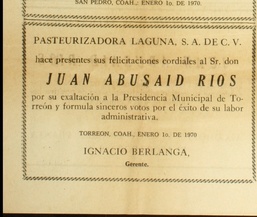 SAN PEDRO, COAH., ENERO 1o. DE 1970.
PASTEURIZADORA LAGUNA, S. A. DE C. V.
hace presentes sus felicitaciones cordiales al Sr. don
JUAN ABUSAID RIOS
por su exaltación a la Presidencia Municipal de To-
rreón y formula sinceros votos por el éxito de su labor
administrativa.
TORREON, COAH., ENERO 1o. DE 1970
IGNACIO BERLANGA,
Gerente.